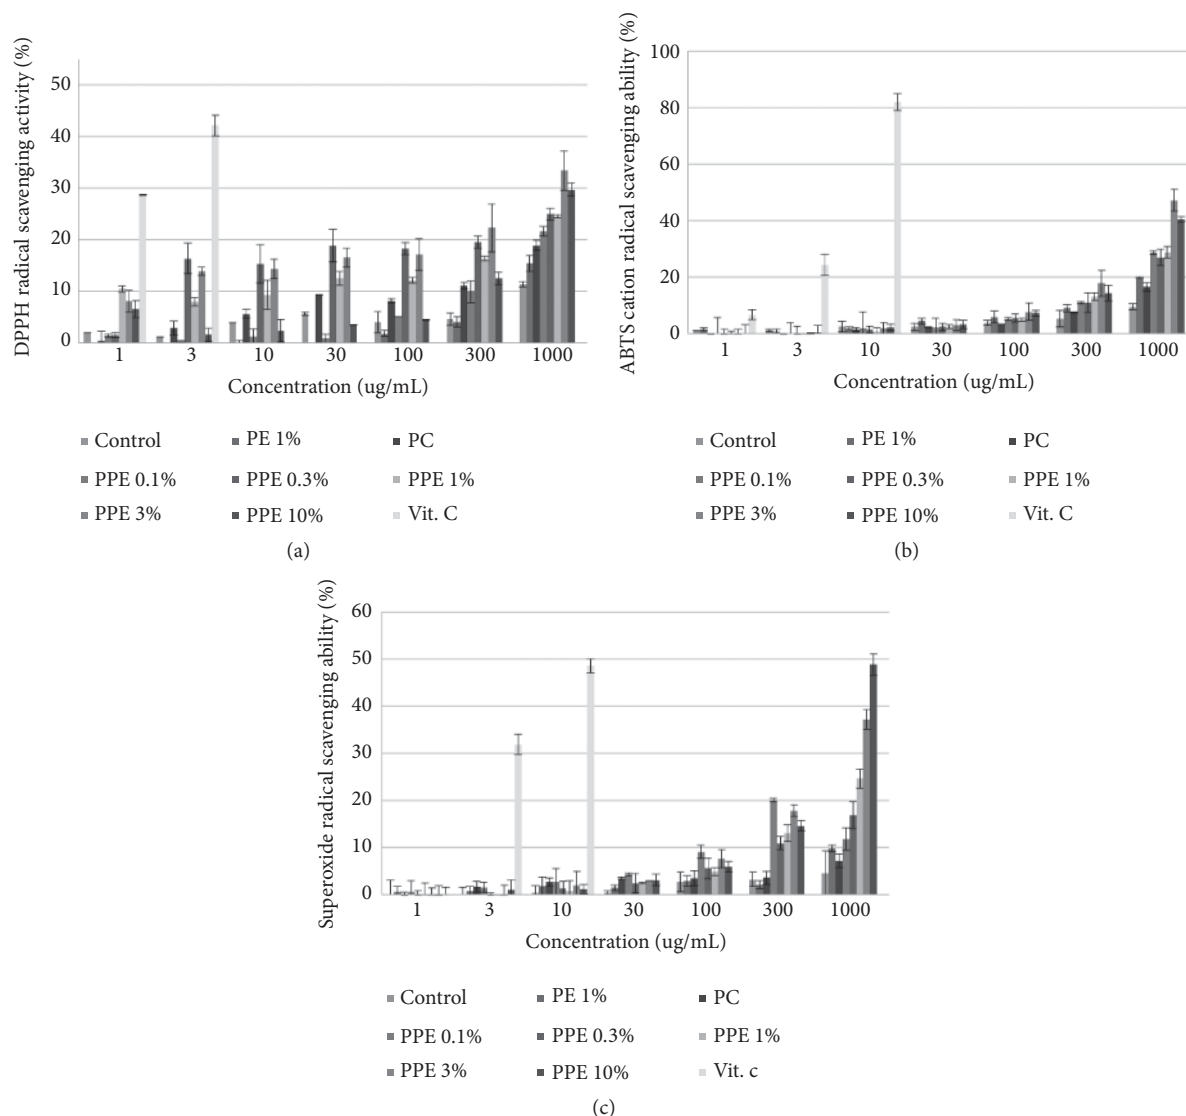 DPPH radical scavenging activity (%)
50
40
30
20
10
0
1 3 10 30 100 300 1000
Concentration (ug/mL)
Control PE 1% PC
PPE 0.1% PPE 0.3% PPE 1%
PPE 3% PPE 10% Vit. C
(a)
ABTS cation radical scavenging ability (%)
100
80
60
40
20
0
1 3 10 30 100 300 1000
Concentration (ug/mL)
Control PE 1% PC
PPE 0.1% PPE 0.3% PPE 1%
PPE 3% PPE 10% Vit. C
(b)
Superoxide radical scavenging ability (%)
60
50
40
30
20
10
0
1 3 10 30 100 300 1000
Concentration (ug/mL)
Control PE 1% PC
PPE 0.1% PPE 0.3% PPE 1%
PPE 3% PPE 10% Vit. c
(c)